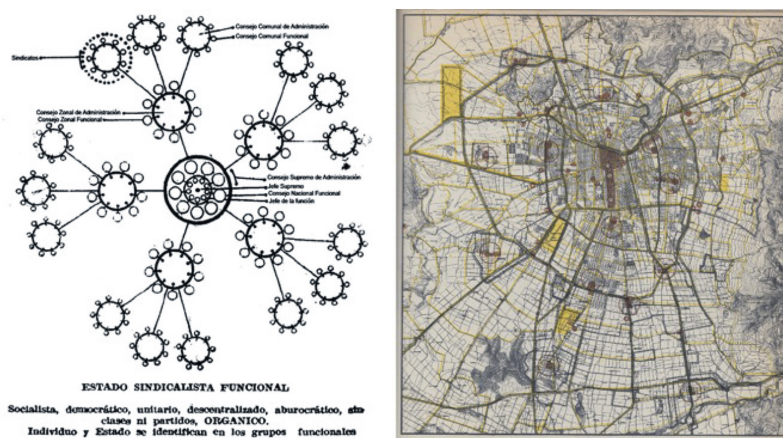 Consejo Comunal de Administración
Consejo Comunal Funcional
Sindicatos
Consejo Zonal de Administración
Consejo Zonal Funcional
Consejo Supremo de Administración
Jefe Supremo
Consejo Nacional Funcional
Jefe de la función
ESTADO SINDICALISTA FUNCIONAL
Socialista, democrático, unitario, descentralizado, aburocrático, sin
clases ni partidos, ORGANICO.
Individuo y Estado se identifican en los grupos funcionales